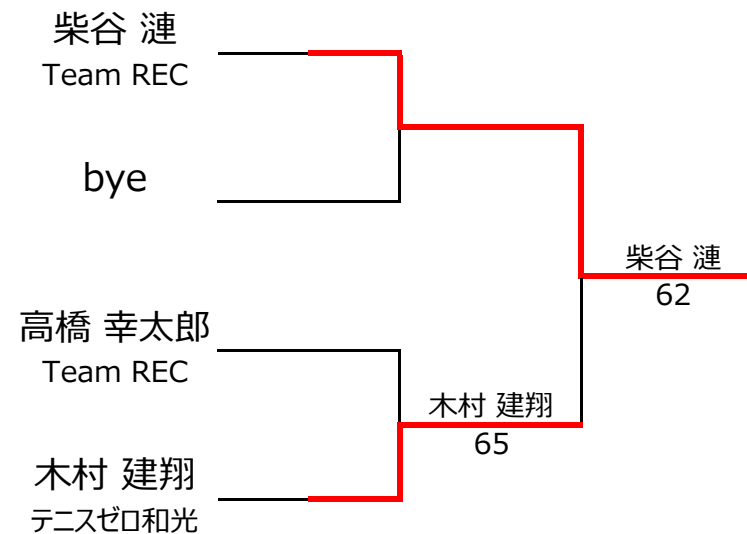 柴谷 漣
Team REC
bye
柴谷 漣
62
高橋 幸太郎
Team REC
木村 建翔
65
木村 建翔
テニスゼロ和光